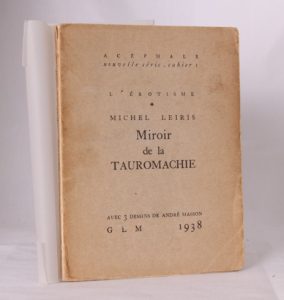 ACÉPHALE
nouvelle série . cahier 1
L'ÉROTISME
MICHEL LEIRIS
Miroir
de la
TAUROMACHIE
AVEC 3 DESSINS DE ANDRÉ MASSON
GLM 1938